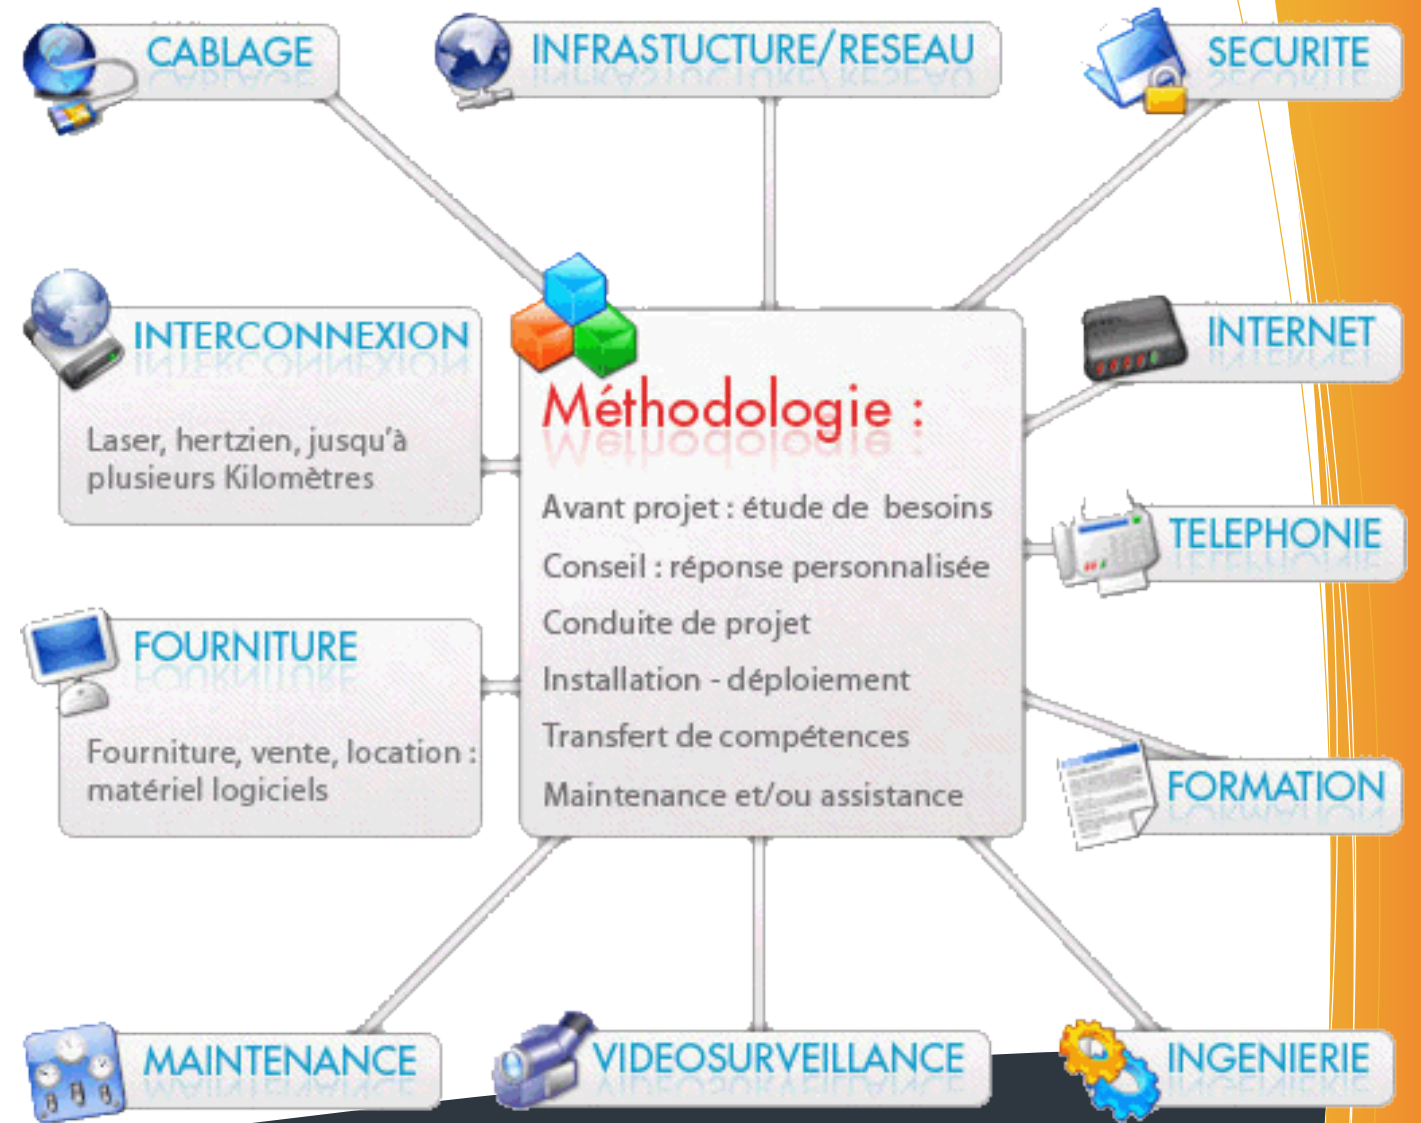 CABLAGE
INFRASTUCTURE/RESEAU
SECURITE
INTERCONNEXION
Laser, hertzien, jusqu'à
plusieurs Kilomètres
FOURNITURE
Fourniture, vente, location :
matériel logiciels
Méthodologie :
Avant projet : étude de besoins
Conseil : réponse personnalisée
Conduite de projet
Installation - déploiement
Transfert de compétences
Maintenance et/ou assistance
INTERNET
TELEPHONIE
FORMATION
MAINTENANCE
VIDEOSURVEILLANCE
INGENIERIE